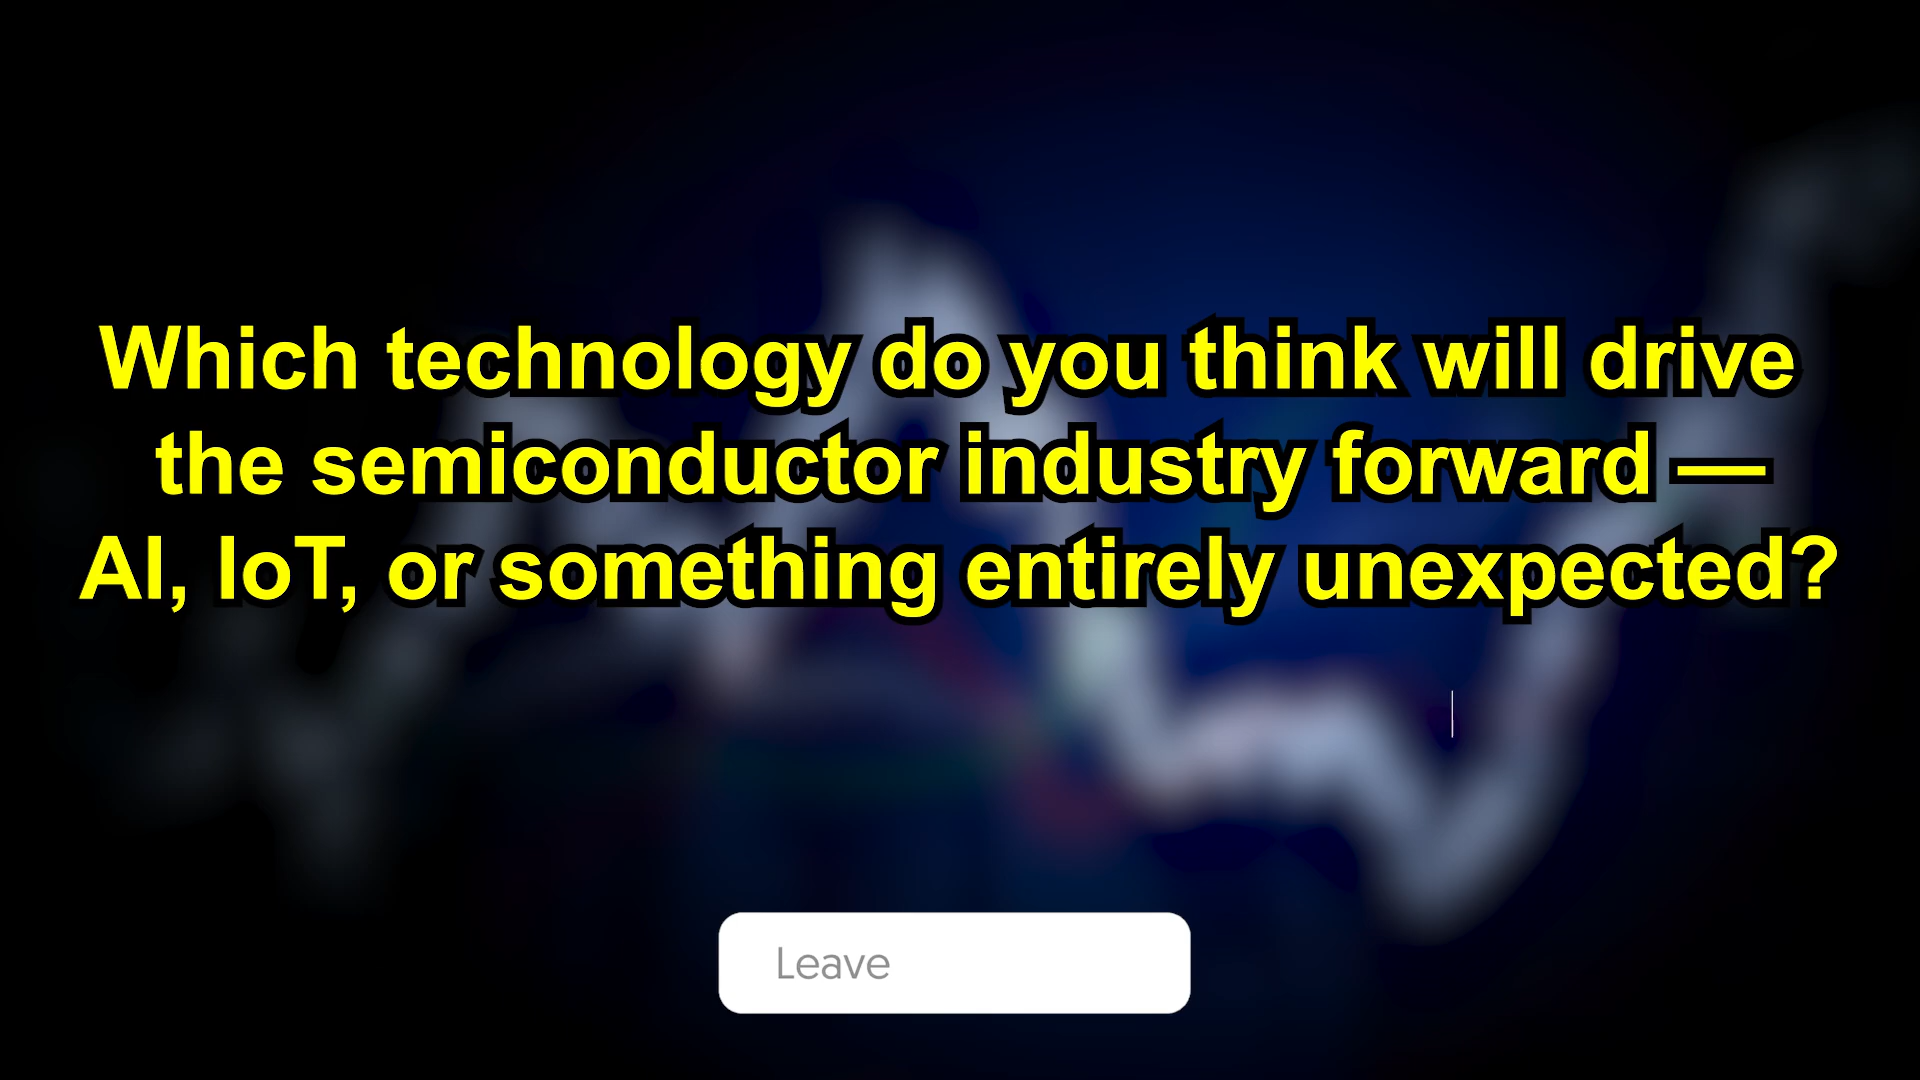 Which technology do you think will drive
the semiconductor industry forward —
AI, IoT, or something entirely unexpected?
Leave